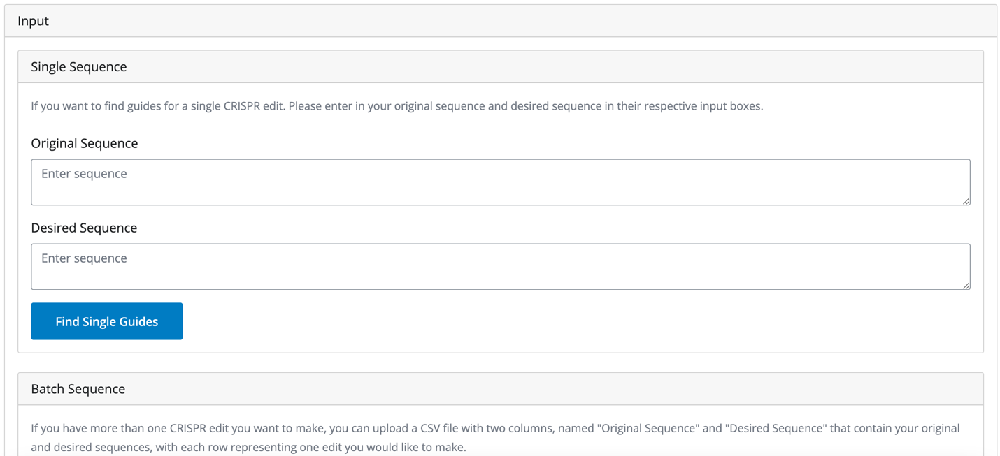 Input
Single Sequence
If you want to find guides for a single CRISPR edit. Please enter in your original sequence and desired sequence in their respective input boxes.
Original Sequence
Enter sequence
Desired Sequence
Enter sequence
Find Single Guides
Batch Sequence
If you have more than one CRISPR edit you want to make, you can upload a CSV file with two columns, named "Original Sequence" and "Desired Sequence" that contain your original
and desired sequences, with each row representing one edit you would like to make.